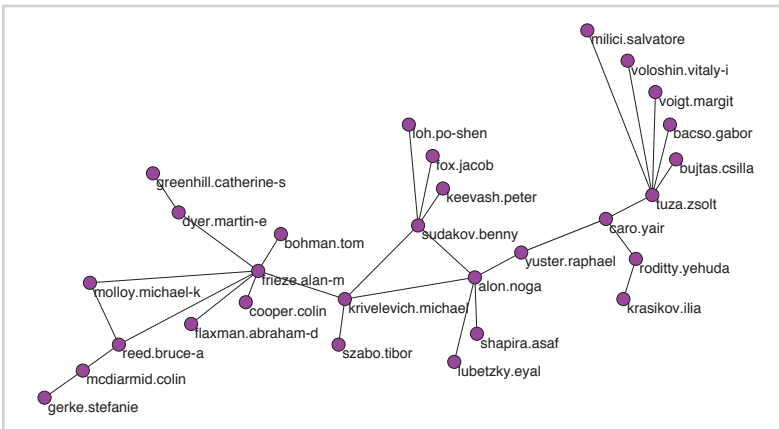 milici.salvatore
voloshin.vitaly-i
voigt.margit
bacso.gabor
loh.po-shen
fox.jacob
bujtas.csilla
greenhill.catherine-s
keevash.peter
tuza.zsolt
dyer.martin-e
caro.yair
sudakov.benny
bohman.tom
yuster.raphael
roditty.yehuda
frieze.alan-m
alon.noga
molloy.michael-k
krivelevich.michael
krasikov.ilia
cooper.colin
flaxman.abraham-d
shapira.asaf
reed.bruce-a
szabo.tibor
lubetzky.eyal
mcdiarmid.colin
gerke.stefanie